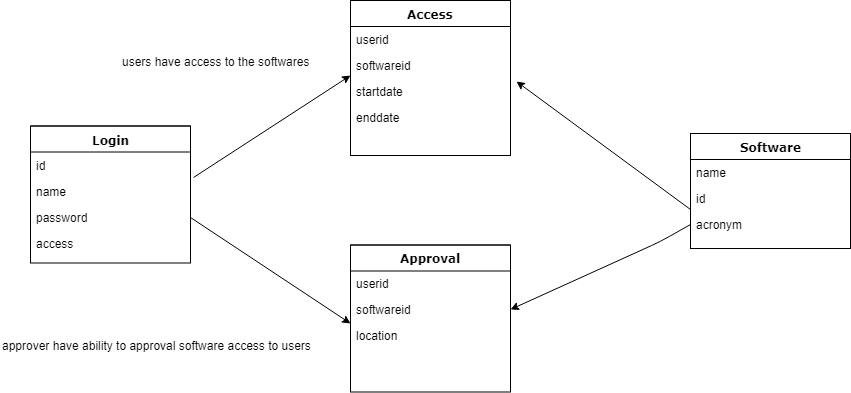 Access
userid
softwareid
startdate
enddate
users have access to the softwares
Login
id
name
password
access
Software
name
id
acronym
Approval
userid
softwareid
location
approver have ability to approval software access to users